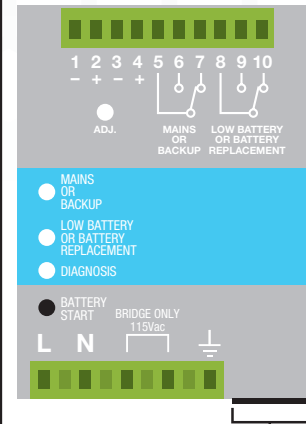 1 2 3 4 5 6 7 8 9 10
− + − +
ADJ.
MAINS
OR
BACKUP
LOW BATTERY
OR BATTERY
REPLACEMENT
MAINS
OR
BACKUP
LOW BATTERY
OR BATTERY
REPLACEMENT
DIAGNOSIS
BATTERY
START
BRIDGE ONLY
115Vac
L N